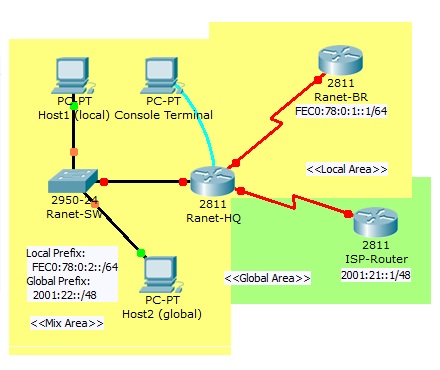 PC-PT
Host1 (local)
PC-PT
Console Terminal
2811
Ranet-BR
FEC0:78:0:1::1/64
<<Local Area>>
2950-24
Ranet-SW
2811
Ranet-HQ
2811
ISP-Router
2001:21::1/48
Local Prefix:
FEC0:78:0:2::/64
Global Prefix:
2001:22::/48
<<Mix Area>>
PC-PT
Host2 (global)
<<Global Area>>